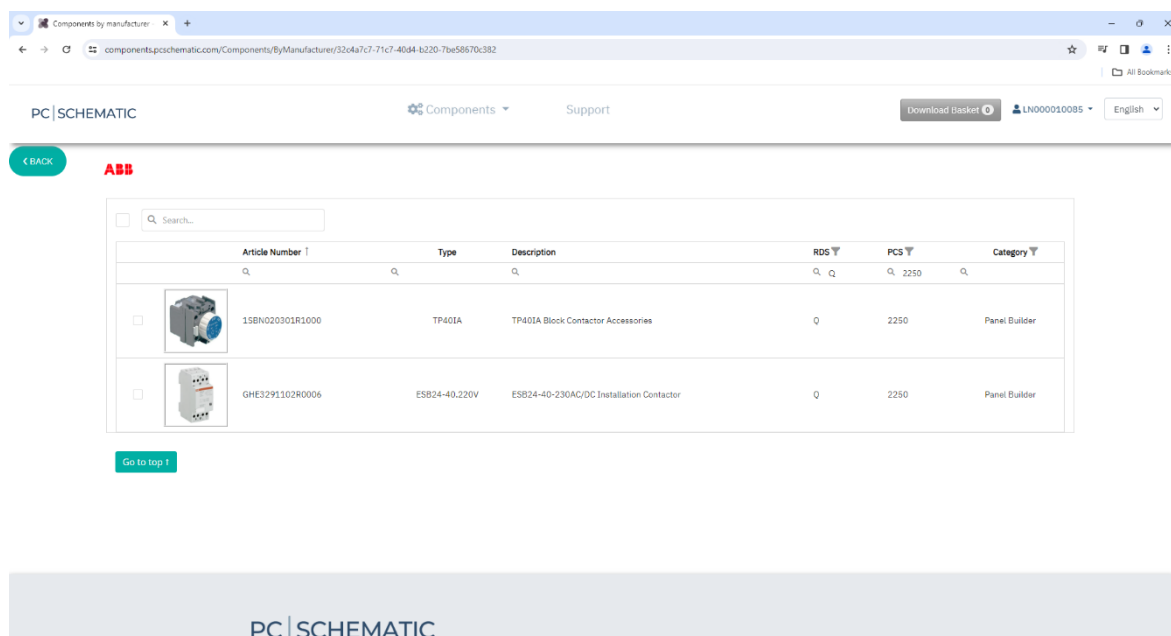 Components by manufacturer
components.pcschematic.com/Components/ByManufacturer/32c4a7c7-71c7-40d4-b220-7be58670c382
All Bookmarks
PC|SCHEMATIC
Components
Support
Download Basket 0
LN000010085
English
BACK
ABB
Search...
Article Number Type Description RDS PCS Category
Q 2250
1SBN020301R1000 TP40IA TP40IA Block Contactor Accessories Q 2250 Panel Builder
GHE3291102R0006 ESB24-40.220V ESB24-40-230AC/DC Installation Contactor Q 2250 Panel Builder
Go to top ↑
PC|SCHEMATIC